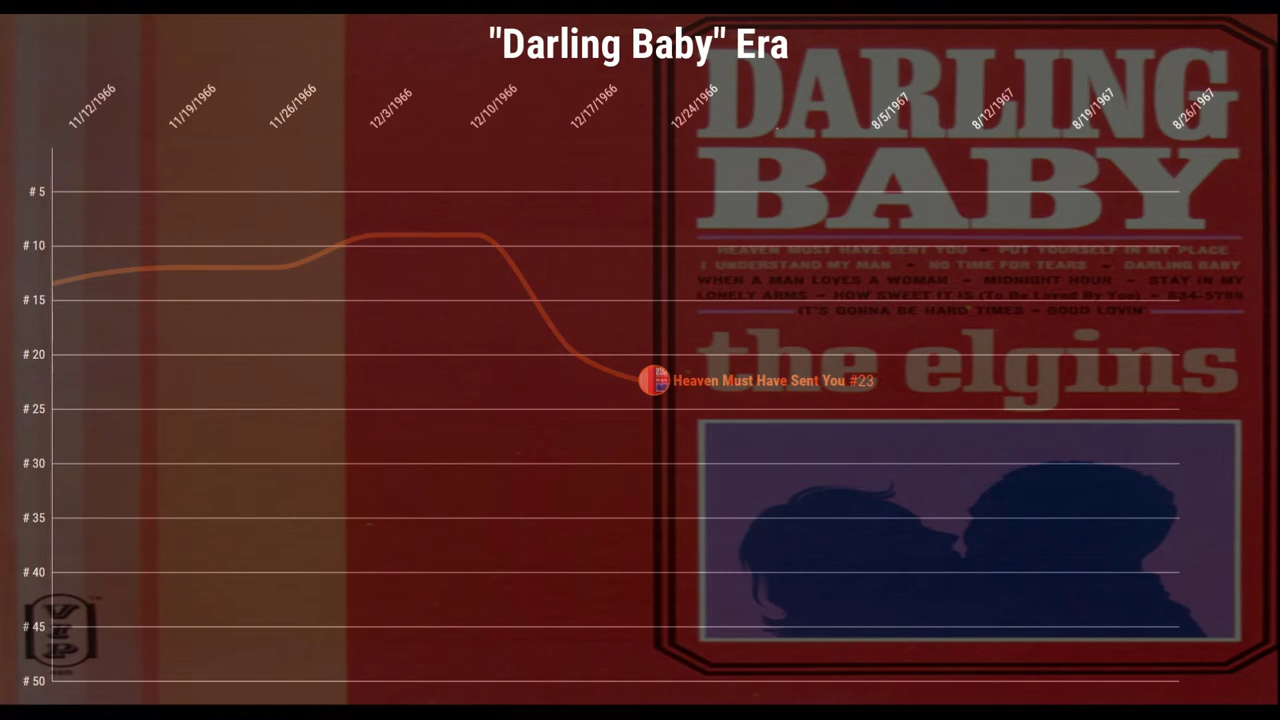 "Darling Baby" Era
11/12/1966 11/19/1966 11/26/1966 12/3/1966 12/10/1966 12/17/1966 12/24/1966 8/5/1967 8/12/1967 8/19/1967 8/26/1967
DARLING
BABY
HEAVEN MUST HAVE SENT YOU – PUT YOURSELF IN MY PLACE
I UNDERSTAND MY MAN – NO TIME FOR TEARS – DARLING BABY
WHEN A MAN LOVES A WOMAN – MIDNIGHT HOUR – STAY IN MY
LONELY ARMS – HOW SWEET IT IS (To Be Loved By You) – 634-5789
IT'S GONNA BE HARD TIMES – GOOD LOVIN'
the elgins
Heaven Must Have Sent You #23
# 5
# 10
# 15
# 20
# 25
# 30
# 35
# 40
# 45
# 50
VIP